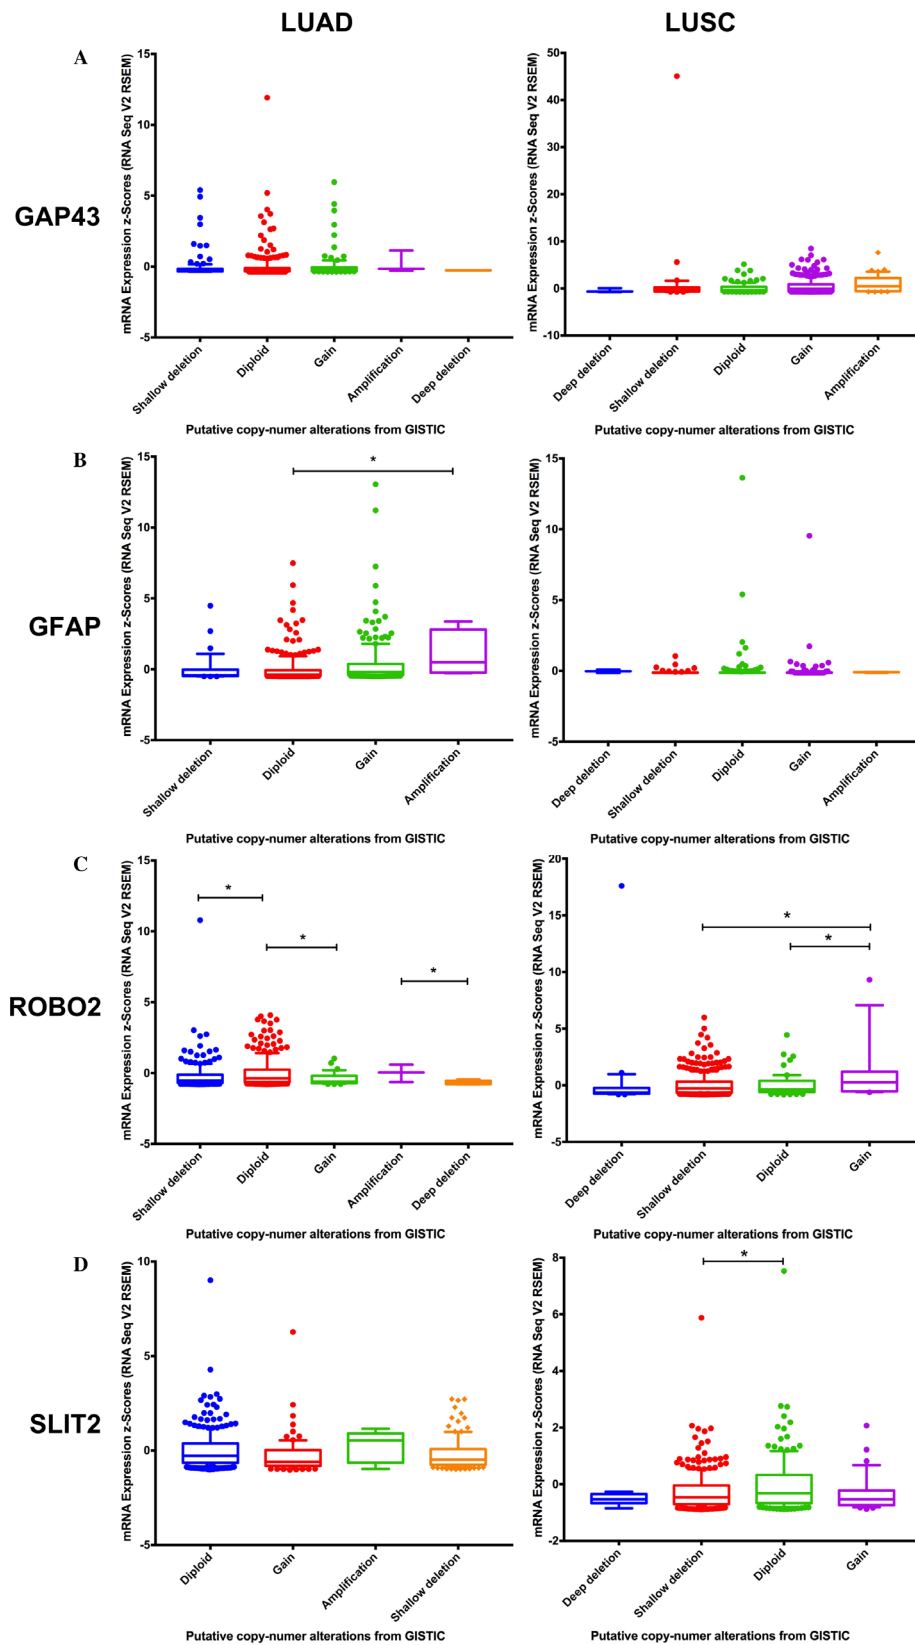 LUAD
LUSC
A
GAP43
mRNA Expression z-Scores (RNA Seq V2 RSEM)
15
10
5
0
-5
Shallow deletion
Diploid
Gain
Amplification
Deep deletion
Putative copy-numer alterations from GISTIC
mRNA Expression z-Scores (RNA Seq V2 RSEM)
50
40
30
20
10
0
-10
Deep deletion
Shallow deletion
Diploid
Gain
Amplification
Putative copy-numer alterations from GISTIC
B
GFAP
mRNA Expression z-Scores (RNA Seq V2 RSEM)
15
10
5
0
-5
*
Shallow deletion
Diploid
Gain
Amplification
Putative copy-numer alterations from GISTIC
mRNA Expression z-Scores (RNA Seq V2 RSEM)
15
10
5
0
-5
Deep deletion
Shallow deletion
Diploid
Gain
Amplification
Putative copy-numer alterations from GISTIC
C
ROBO2
mRNA Expression z-Scores (RNA Seq V2 RSEM)
15
10
5
0
-5
*
*
*
Shallow deletion
Diploid
Gain
Amplification
Deep deletion
Putative copy-numer alterations from GISTIC
mRNA Expression z-Scores (RNA Seq V2 RSEM)
20
15
10
5
0
-5
*
*
Deep deletion
Shallow deletion
Diploid
Gain
Putative copy-numer alterations from GISTIC
D
SLIT2
mRNA Expression z-Scores (RNA Seq V2 RSEM)
10
5
0
-5
Diploid
Gain
Amplification
Shallow deletion
Putative copy-numer alterations from GISTIC
mRNA Expression z-Scores (RNA Seq V2 RSEM)
8
6
4
2
0
-2
*
Deep deletion
Shallow deletion
Diploid
Gain
Putative copy-numer alterations from GISTIC